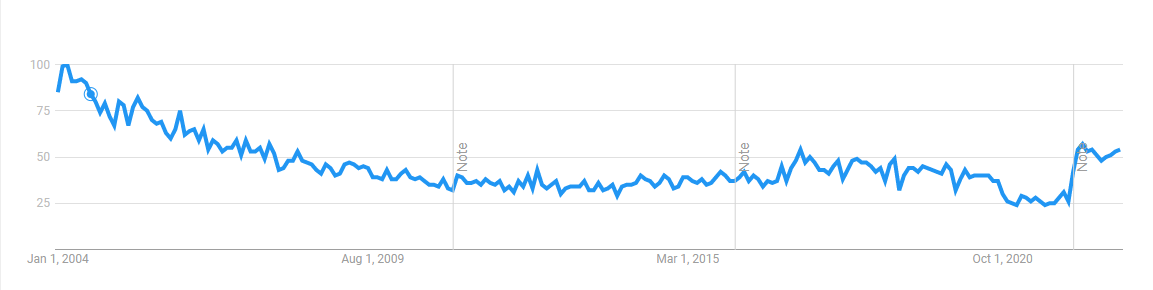 100
75
50
25
Note
Note
Note
Jan 1, 2004
Aug 1, 2009
Mar 1, 2015
Oct 1, 2020